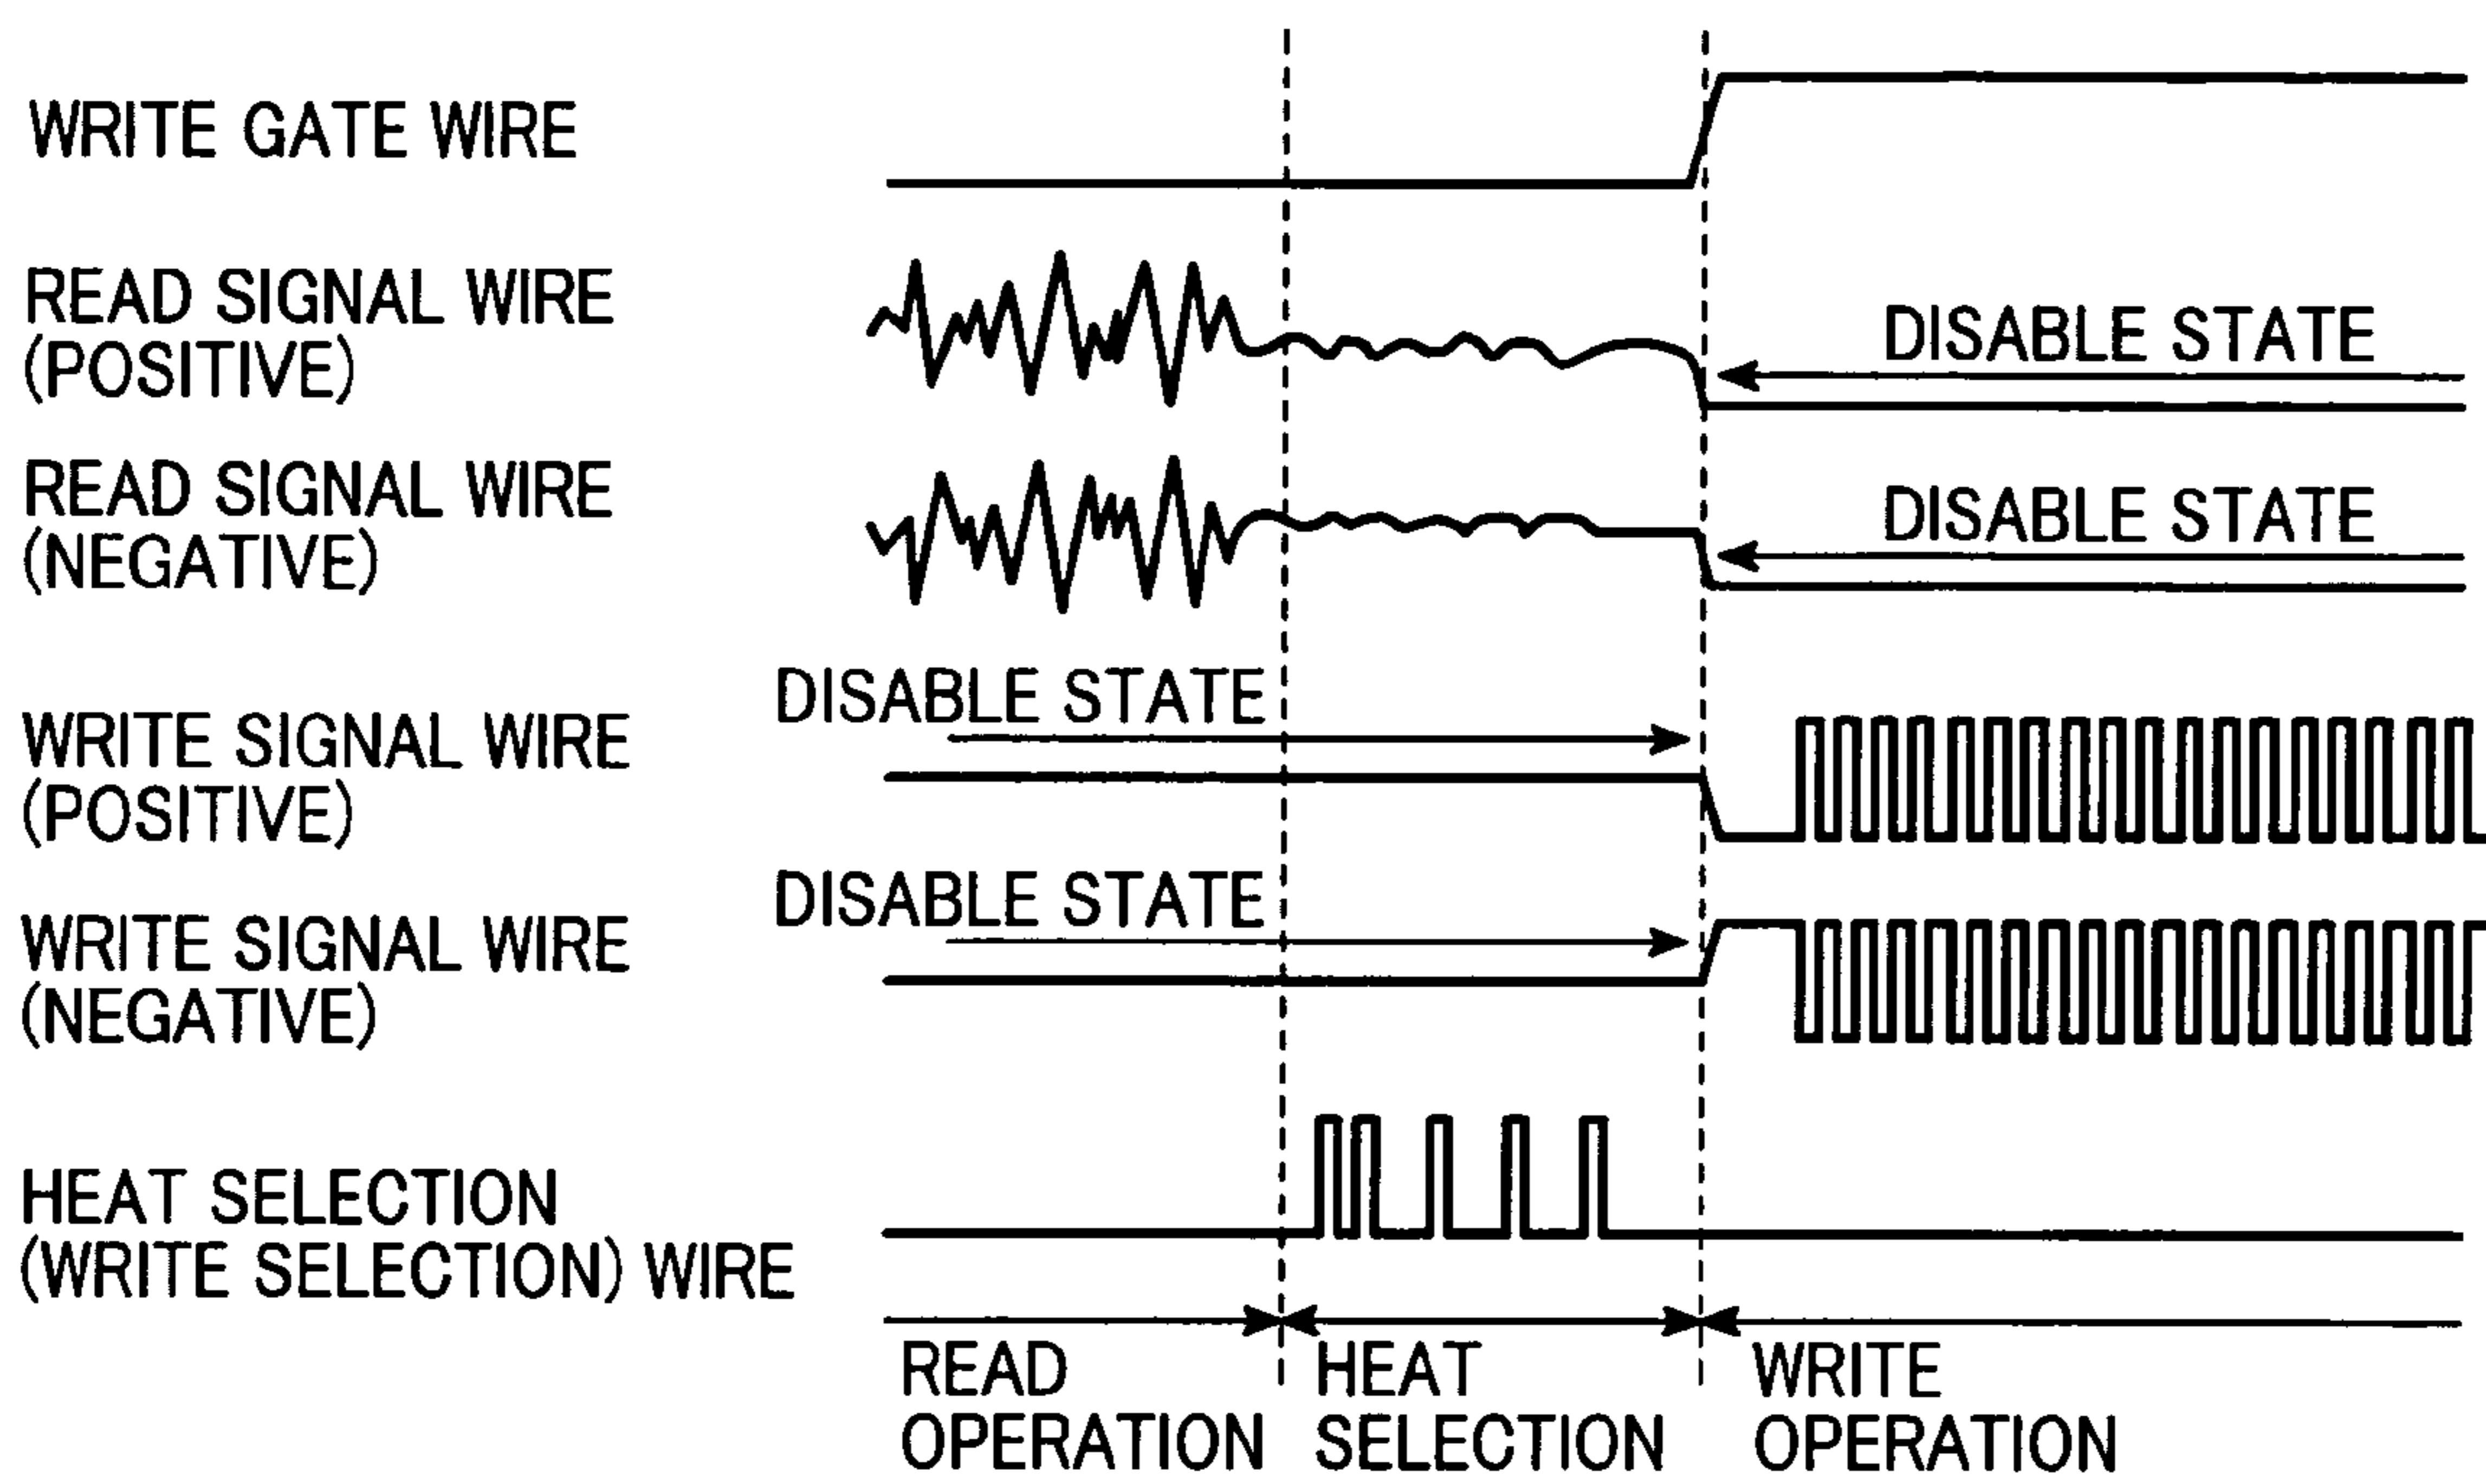 WRITE GATE WIRE
READ SIGNAL WIRE
(POSITIVE)
DISABLE STATE
READ SIGNAL WIRE
(NEGATIVE)
DISABLE STATE
DISABLE STATE
WRITE SIGNAL WIRE
(POSITIVE)
DISABLE STATE
WRITE SIGNAL WIRE
(NEGATIVE)
HEAT SELECTION
(WRITE SELECTION) WIRE
READ
OPERATION
HEAT
SELECTION
WRITE
OPERATION